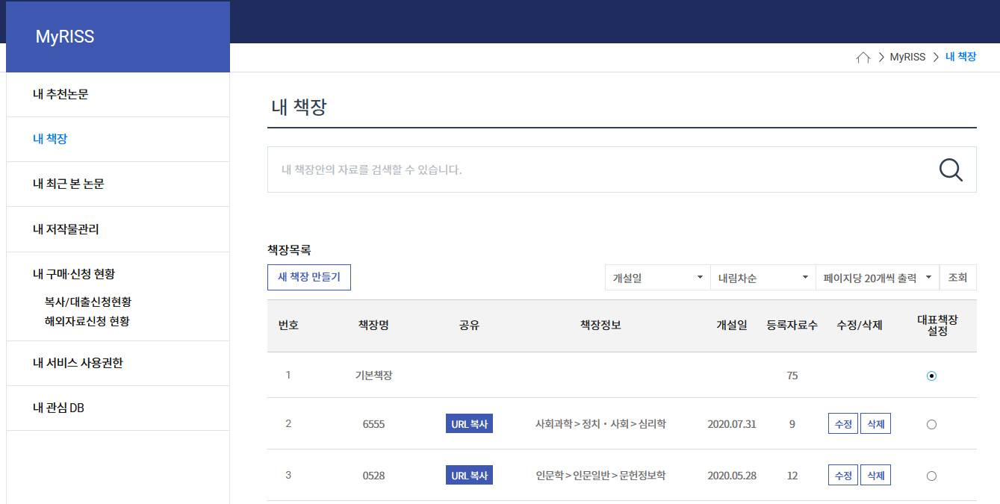 MyRISS
MyRISS 내 책장
내 추천논문
내 책장
내 최근 본 논문
내 저작물관리
내 구매·신청 현황
복사/대출신청현황
해외자료신청 현황
내 서비스 사용권한
내 관심 DB
내 책장
내 책장안의 자료를 검색할 수 있습니다.
책장목록
새 책장 만들기 개설일 내림차순 페이지당 20개씩 출력 조회
번호 책장명 공유 책장정보 개설일 등록자료수 수정/삭제 대표책장
설정
1 기본책장 75
2 6555 URL 복사 사회과학 > 정치・사회 > 심리학 2020.07.31 9 수정 삭제
3 0528 URL 복사 인문학 > 인문일반 > 문헌정보학 2020.05.28 12 수정 삭제